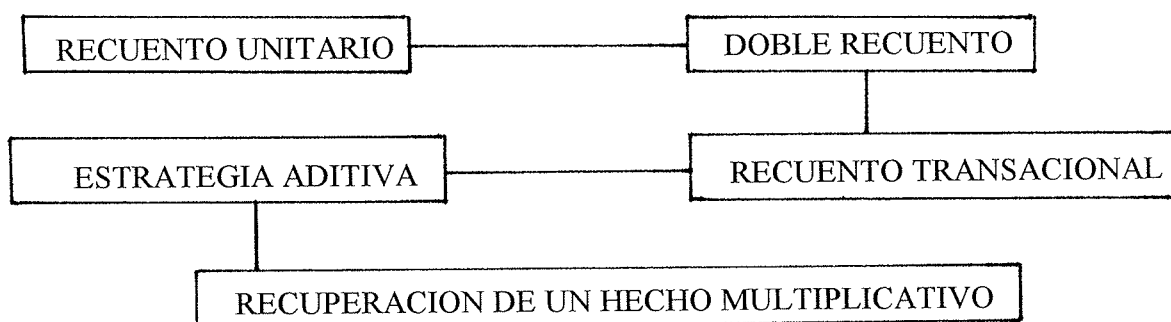 RECUENTO UNITARIO
DOBLE RECUENTO
RECUENTO TRANSACIONAL
ESTRATEGIA ADITIVA
RECUPERACION DE UN HECHO MULTIPLICATIVO